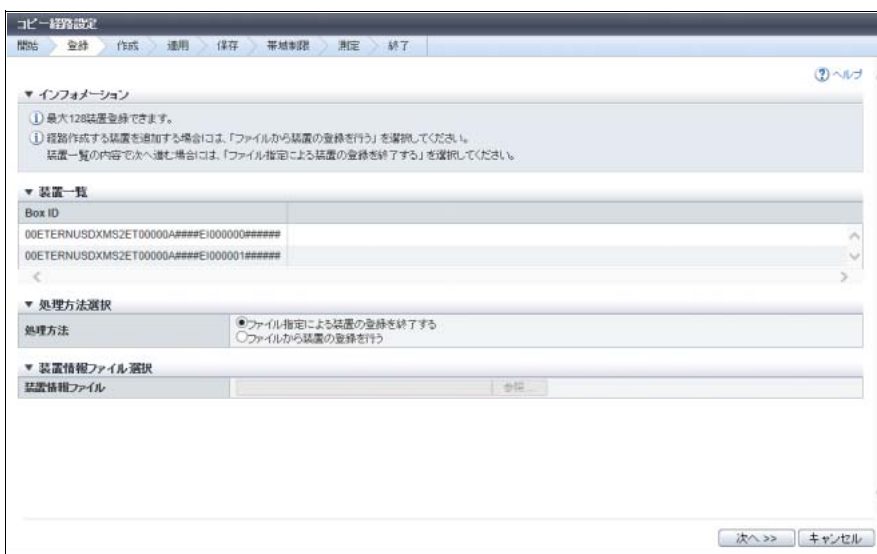 コピー経路設定
開始 登録 作成 適用 保存 帯域制限 測定 終了
ヘルプ
▼ インフォメーション
最大128装置登録できます。
経路作成する装置を追加する場合には、「ファイルから装置の登録を行う」を選択してください。
装置一覧の内容で次へ進む場合には、「ファイル指定による装置の登録を終了する」を選択してください。
▼ 装置一覧
Box ID
00ETERNUSDXMS2ET00000A####EI000000######
00ETERNUSDXMS2ET00000A####EI000001######
▼ 処理方法選択
処理方法
ファイル指定による装置の登録を終了する
ファイルから装置の登録を行う
▼ 装置情報ファイル選択
装置情報ファイル
参照...
次へ >> キャンセル